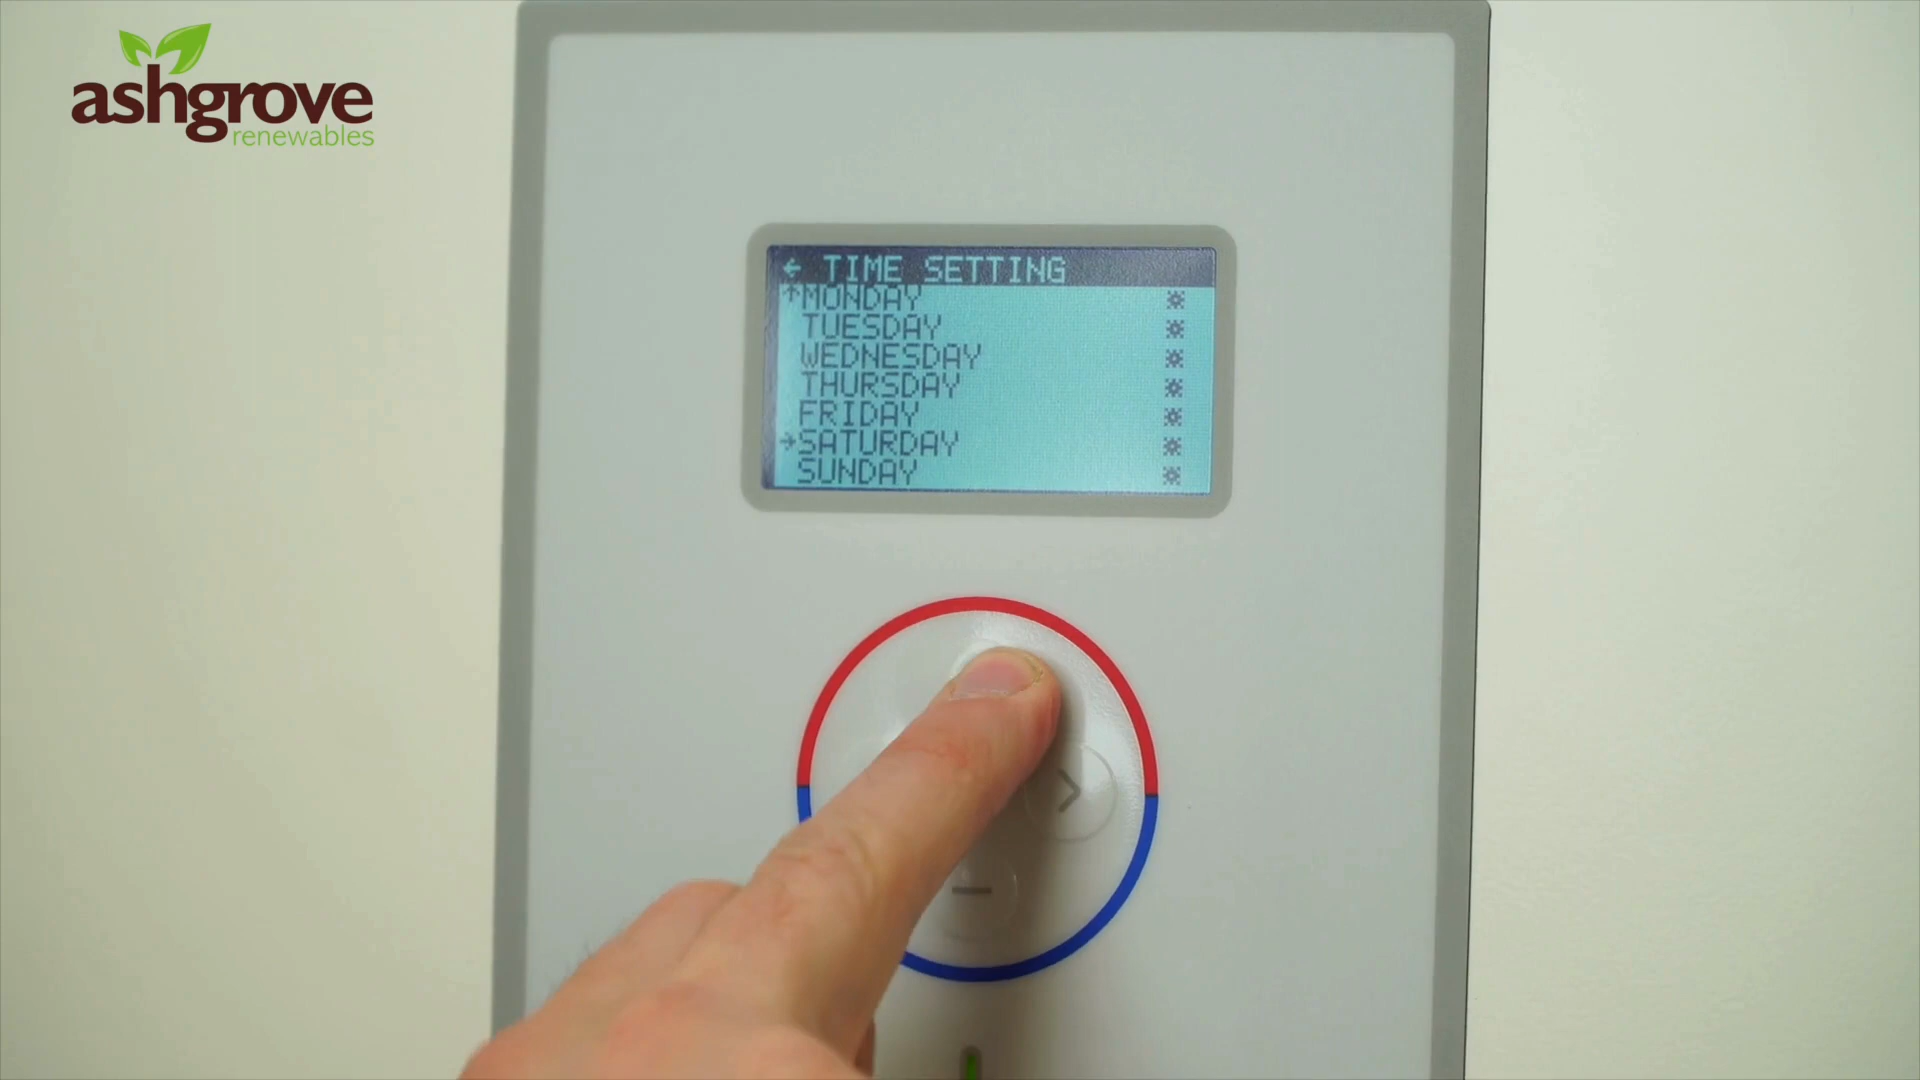 ashgrove
renewables
← TIME SETTING
↑MONDAY
TUESDAY
WEDNESDAY
THURSDAY
FRIDAY
→SATURDAY
SUNDAY